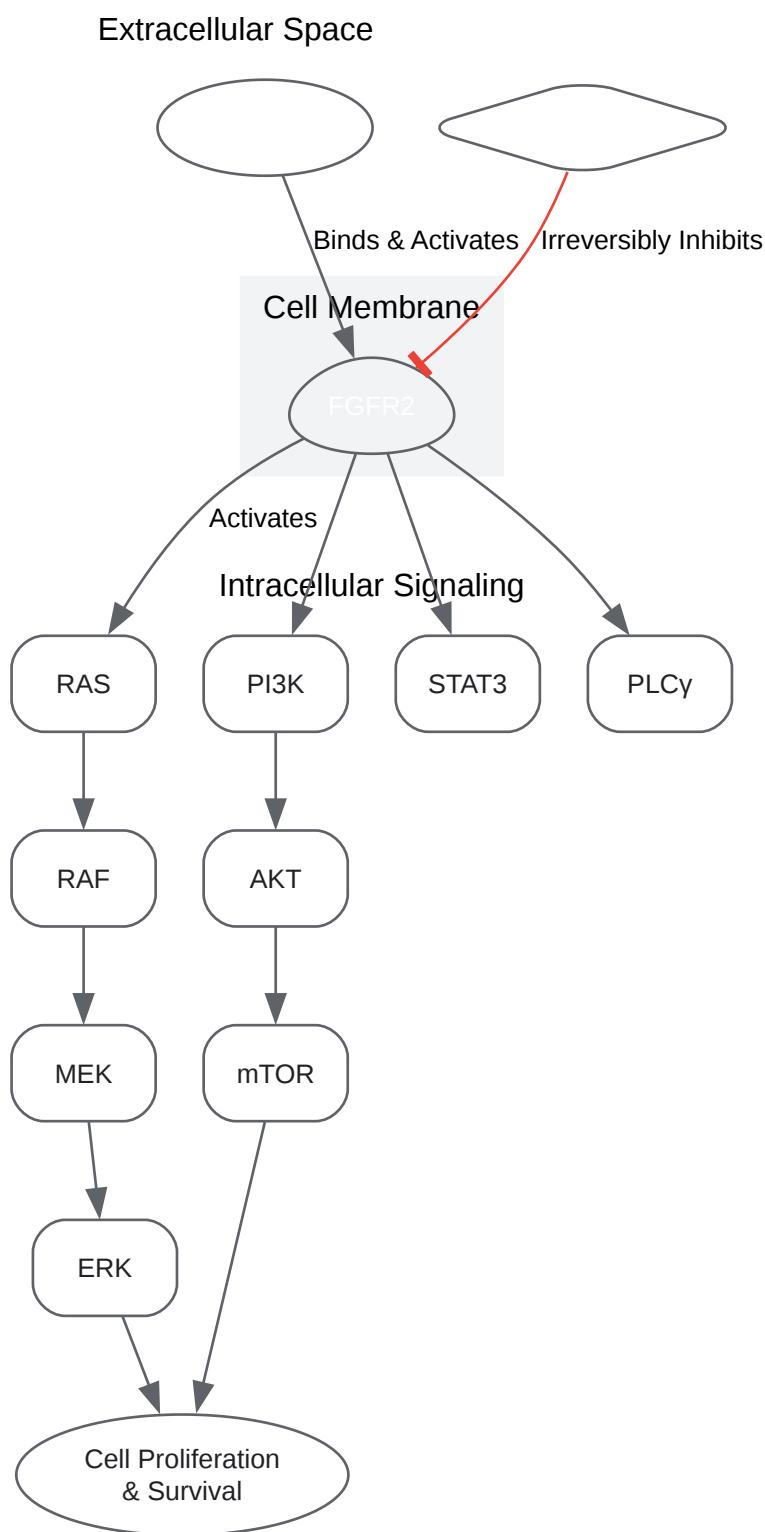 Extracellular Space
Binds & Activates
Irreversibly Inhibits
Cell Membrane
FGFR2
Activates
Intracellular Signaling
RAS
PI3K
STAT3
PLCγ
RAF
AKT
MEK
mTOR
ERK
Cell Proliferation
& Survival